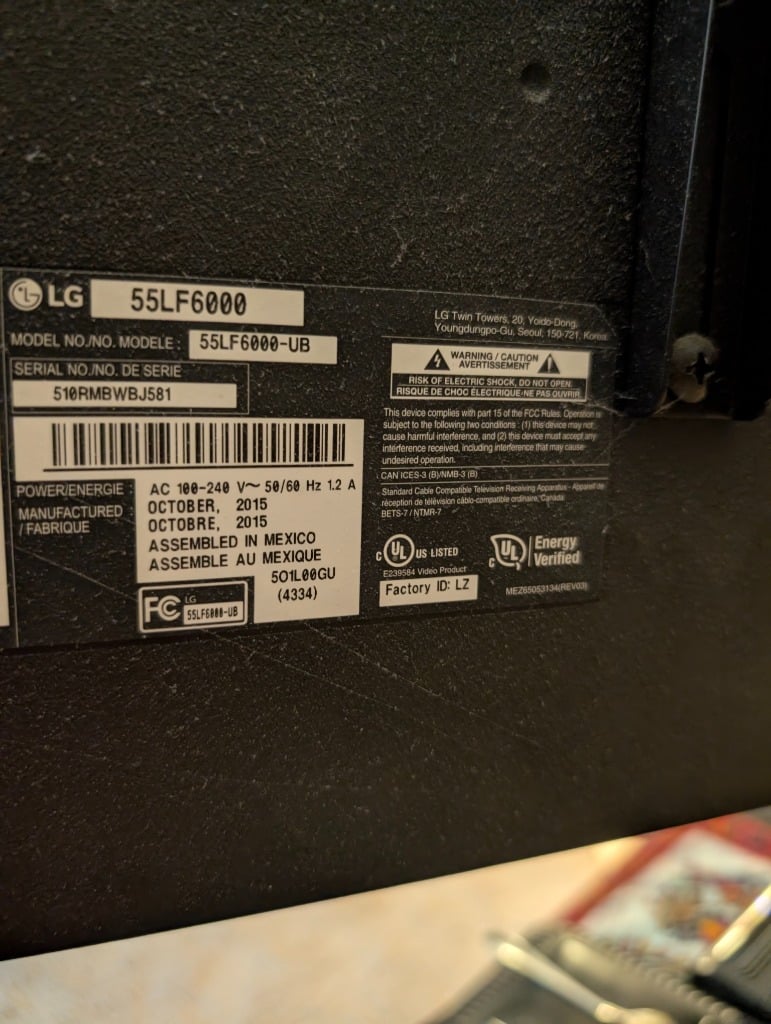 LG 55LF6000
MODEL NO./NO. MODELE : 55LF6000-UB
SERIAL NO./NO. DE SERIE
510RMBWBJ581
POWER/ENERGIE
MANUFACTURED
/ FABRIQUE
AC 100-240 V~ 50/60 Hz 1.2 A
OCTOBER, 2015
OCTOBRE, 2015
ASSEMBLED IN MEXICO
ASSEMBLE AU MEXIQUE
501L00GU
(4334)
FC LG
55LF6000-UB
LG Twin Towers, 20, Yoido-Dong,
Youngdungpo-Gu, Seoul, 150-721, Korea
WARNING / CAUTION
AVERTISSEMENT
RISK OF ELECTRIC SHOCK, DO NOT OPEN.
RISQUE DE CHOC ÉLECTRIQUE·NE PAS OUVRIR
This device complies with part 15 of the FCC Rules. Operation is
subject to the following two conditions : (1) this device may not
cause harmful interference, and (2) this device must accept any
interference received, including interference that may cause
undesired operation.
CAN ICES-3 (B)/NMB-3 (B)
Standard Cable Compatible Television Receiving Apparatus - Appareil de
réception de télévision câblo-compatible ordinaire, Canada
BETS-7 / NTMR-7
C UL US LISTED
E239584 Video Product
Factory ID: LZ
C UL Energy
Verified
MEZ65053134(REV03)